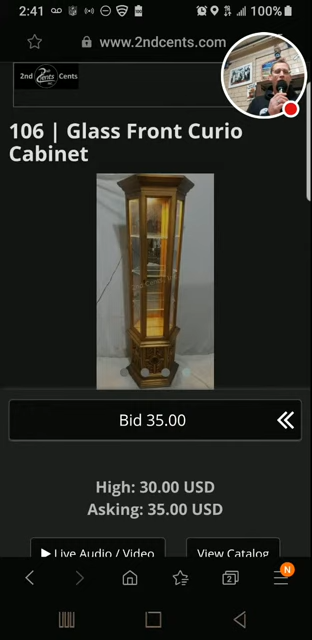 2:41
100%
www.2ndcents.com
2nd Cents
106 | Glass Front Curio
Cabinet
Bid 35.00
High: 30.00 USD
Asking: 35.00 USD
Live Audio / Video
View Catalog
2
N